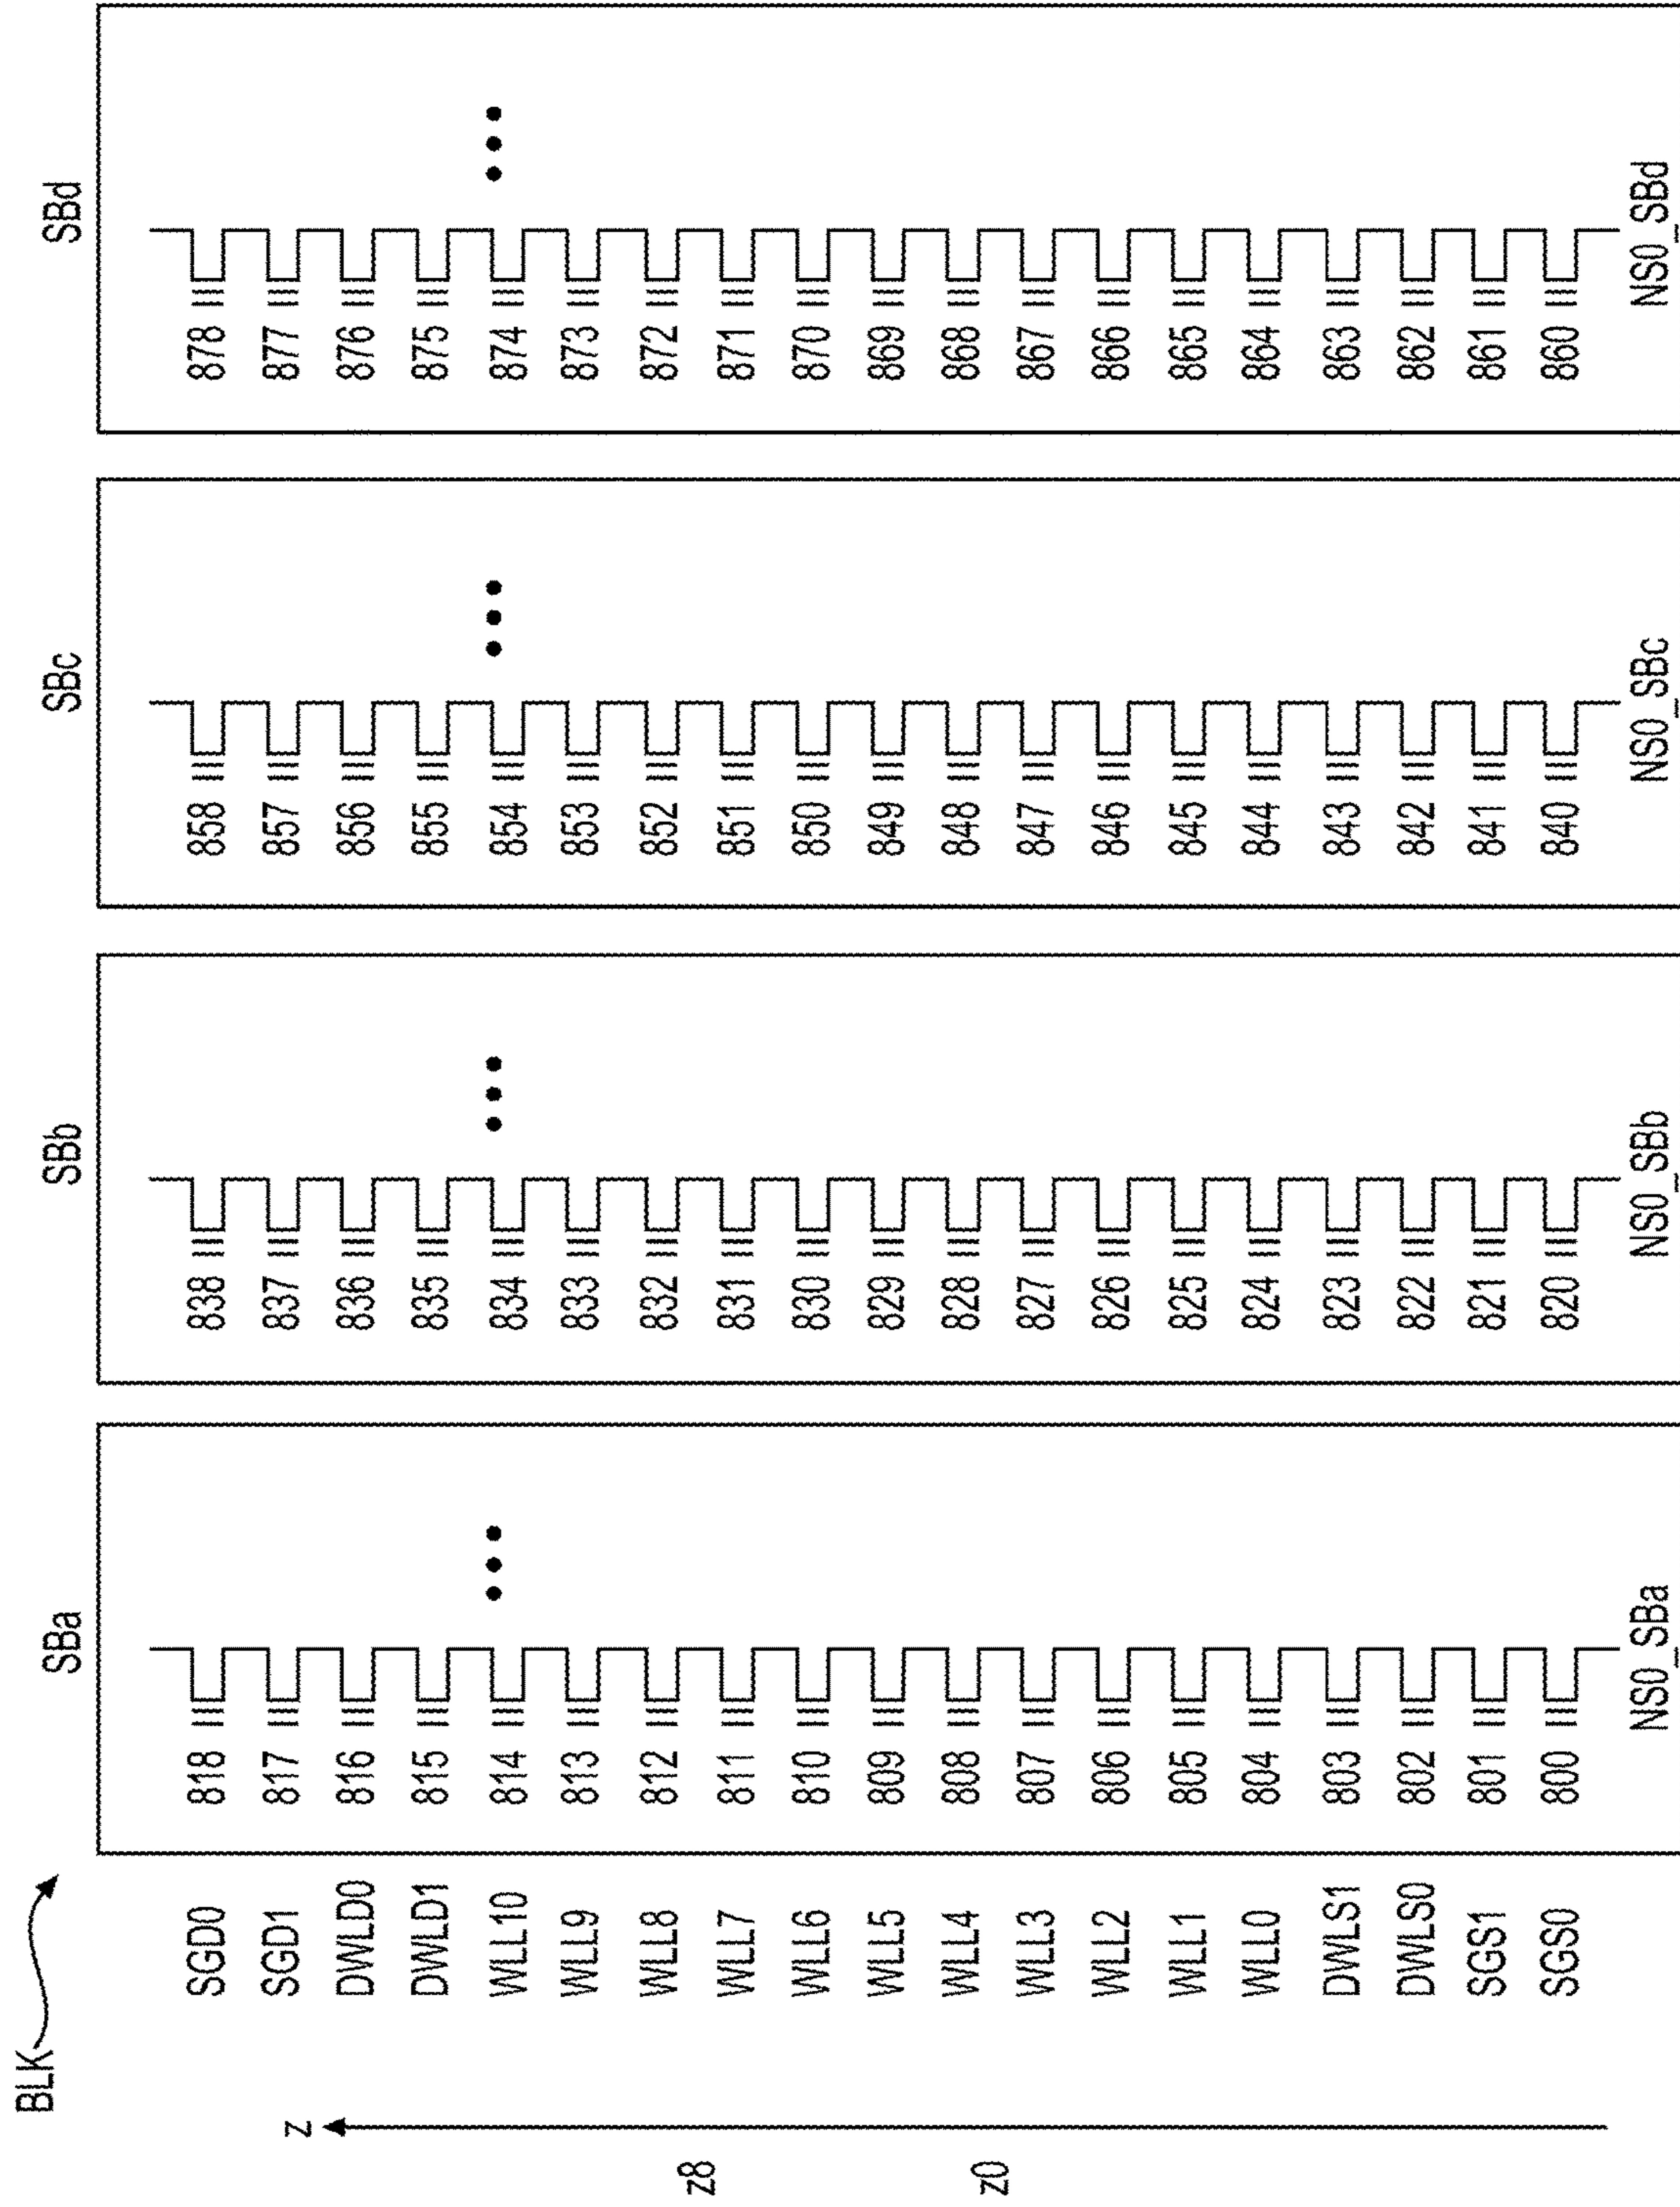 BLK
SBa SBb SBc SBd
SGD0 818 838 858 878
SGD1 817 837 857 877
z
DWLD0 816 836 856 876
DWLD1 815 835 855 875
WLL10 814 834 854 874
WLL9 813 833 853 873
WLL8 812 832 852 872
z8
WLL7 811 831 851 871
WLL6 810 830 850 870
WLL5 809 829 849 869
WLL4 808 828 848 868
z0
WLL3 807 827 847 867
WLL2 806 826 846 866
WLL1 805 825 845 865
WLL0 804 824 844 864
DWLS1 803 823 843 863
DWLS0 802 822 842 862
SGS1 801 821 841 861
SGS0 800 820 840 860
NS0_SBa NS0_SBb NS0_SBc NS0_SBd